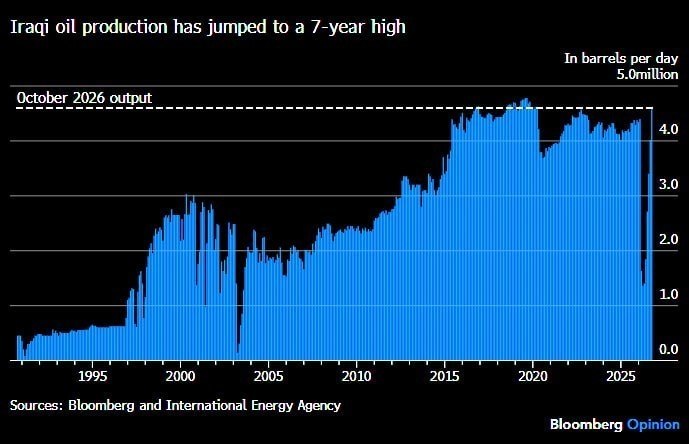 Iraqi oil production has jumped to a 7-year high
In barrels per day
5.0million
October 2026 output
4.0
3.0
2.0
1.0
0.0
1995 2000 2005 2010 2015 2020 2025
Sources: Bloomberg and International Energy Agency
Bloomberg Opinion